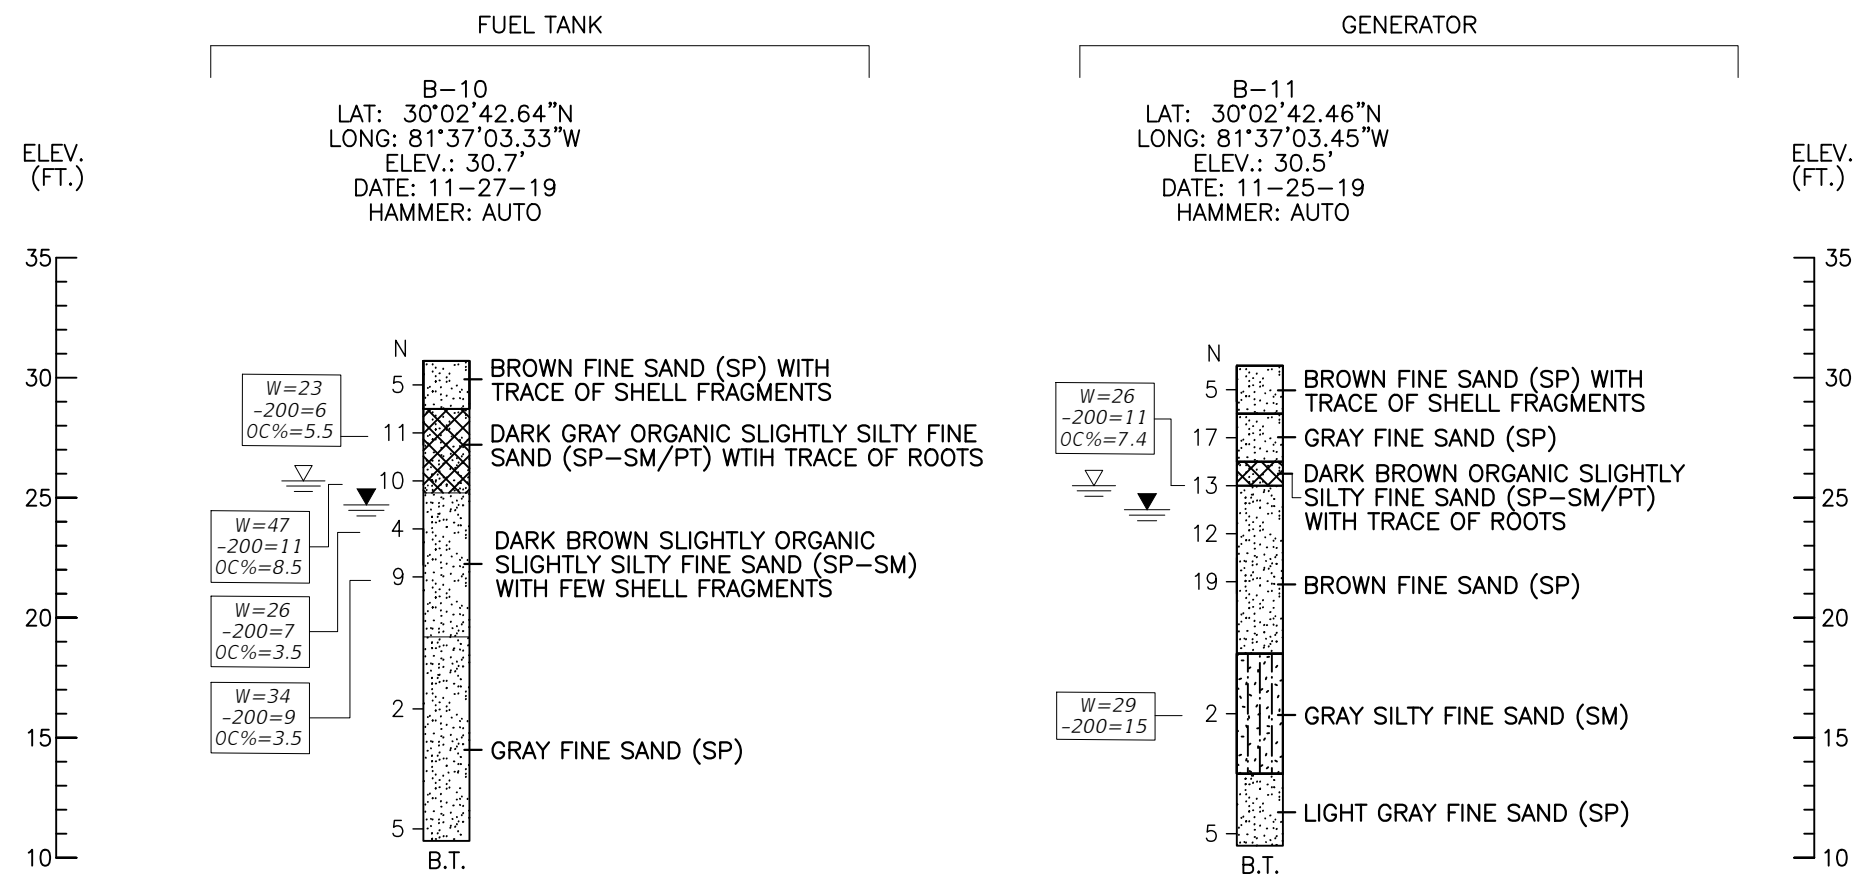 FUEL TANK
B-10
LAT: 30°02'42.64"N
LONG: 81°37'03.33"W
ELEV.: 30.7'
DATE: 11-27-19
HAMMER: AUTO
GENERATOR
B-11
LAT: 30°02'42.46"N
LONG: 81°37'03.45"W
ELEV.: 30.5'
DATE: 11-25-19
HAMMER: AUTO
ELEV.
(FT.)
35
30
25
20
15
10
W=23
-200=6
OC%=5.5
W=47
-200=11
OC%=8.5
W=26
-200=7
OC%=3.5
W=34
-200=9
OC%=3.5
N
5
11
10
4
9
2
5
B.T.
BROWN FINE SAND (SP) WITH
TRACE OF SHELL FRAGMENTS
DARK GRAY ORGANIC SLIGHTLY SILTY FINE
SAND (SP-SM/PT) WTIH TRACE OF ROOTS
DARK BROWN SLIGHTLY ORGANIC
SLIGHTLY SILTY FINE SAND (SP-SM)
WITH FEW SHELL FRAGMENTS
GRAY FINE SAND (SP)
W=26
-200=11
OC%=7.4
W=29
-200=15
N
5
17
13
12
19
2
5
B.T.
BROWN FINE SAND (SP) WITH
TRACE OF SHELL FRAGMENTS
GRAY FINE SAND (SP)
DARK BROWN ORGANIC SLIGHTLY
SILTY FINE SAND (SP-SM/PT)
WITH TRACE OF ROOTS
BROWN FINE SAND (SP)
GRAY SILTY FINE SAND (SM)
LIGHT GRAY FINE SAND (SP)
ELEV.
(FT.)
35
30
25
20
15
10